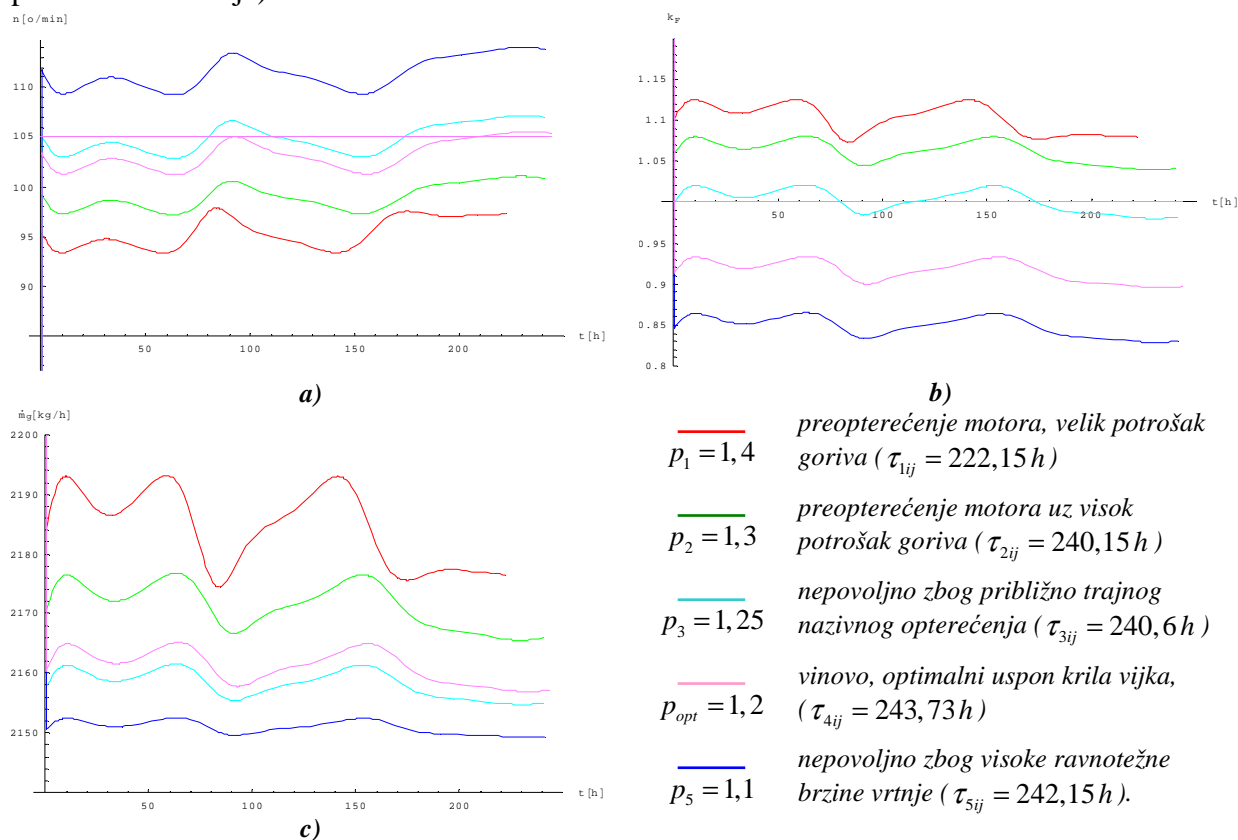 n[o/min]
110
105
100
95
90
50
100
150
200
t[h]
a)
k_F
1.15
1.1
1.05
0.95
0.9
0.85
0.8
50
100
150
200
t[h]
b)
ṁ_g[kg/h]
2200
2190
2180
2170
2160
2150
50
100
150
200
t[h]
c)
p₁ = 1,4
preopterećenje motora, velik potrošak
goriva ( τ₁ᵢⱼ = 222,15 h )
p₂ = 1,3
preopterećenje motora uz visok
potrošak goriva ( τ₂ᵢⱼ = 240,15 h )
p₃ = 1,25
nepovoljno zbog približno trajnog
nazivnog opterećenja ( τ₃ᵢⱼ = 240,6 h )
p_opt = 1,2
vinovo, optimalni uspon krila vijka,
( τ₄ᵢⱼ = 243,73 h )
p₅ = 1,1
nepovoljno zbog visoke ravnotežne
brzine vrtnje ( τ₅ᵢⱼ = 242,15 h ).